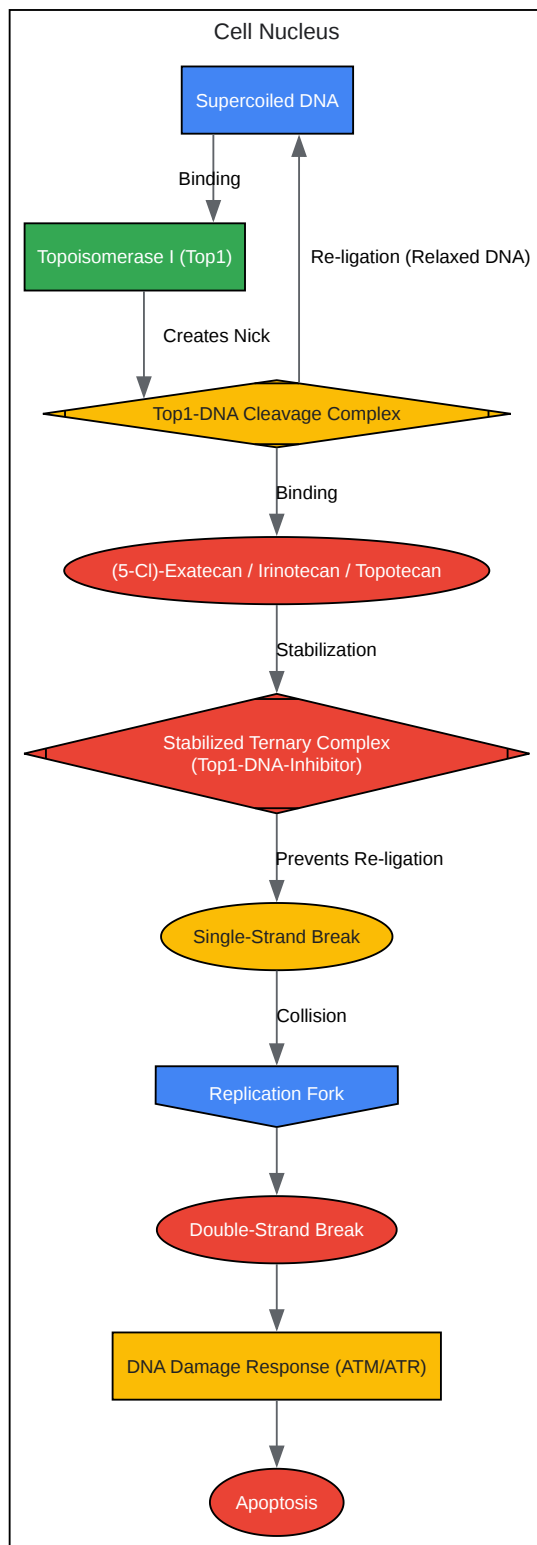 Cell Nucleus
Supercoiled DNA
Binding
Topoisomerase I (Top1)
Re-ligation (Relaxed DNA)
Creates Nick
Top1-DNA Cleavage Complex
Binding
(5-Cl)-Exatecan / Irinotecan / Topotecan
Stabilization
Stabilized Ternary Complex
(Top1-DNA-Inhibitor)
Prevents Re-ligation
Single-Strand Break
Collision
Replication Fork
Double-Strand Break
DNA Damage Response (ATM/ATR)
Apoptosis